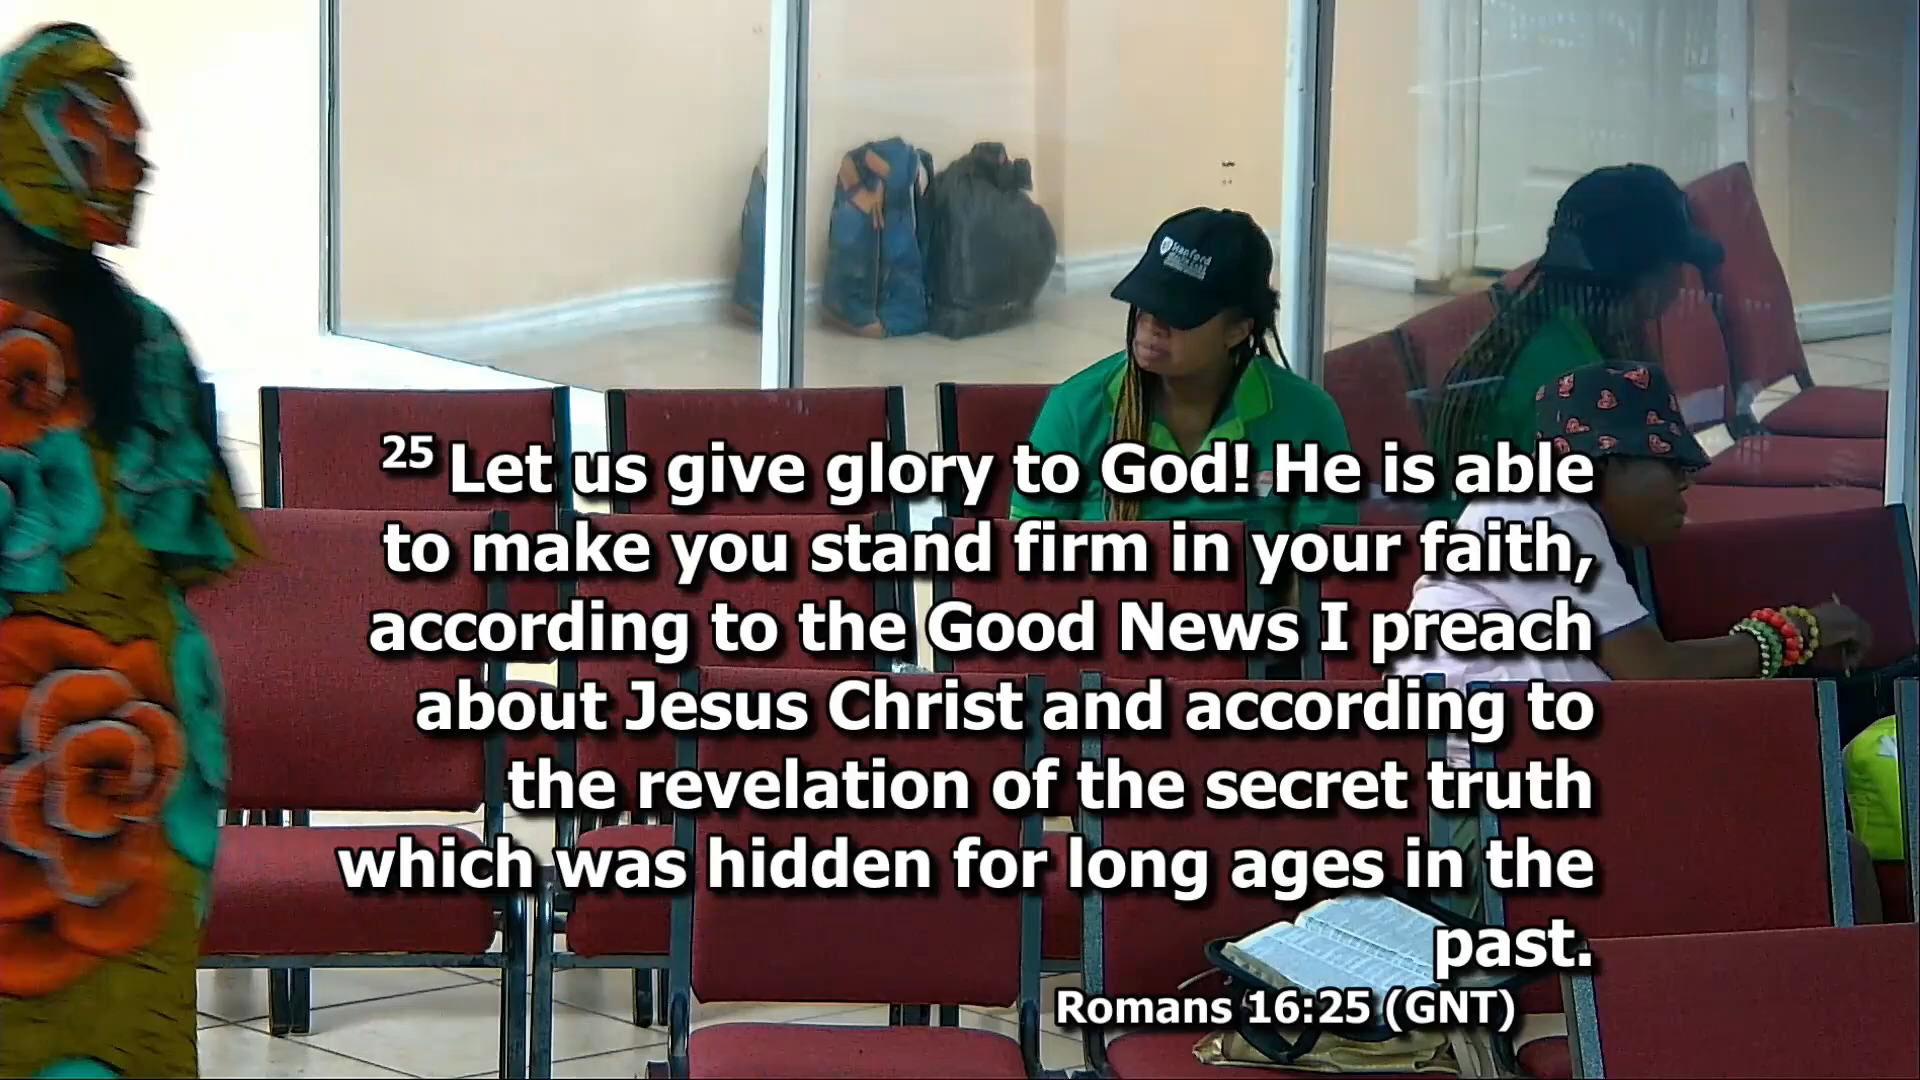 Stanford
25 Let us give glory to God! He is able
to make you stand firm in your faith,
according to the Good News I preach
about Jesus Christ and according to
the revelation of the secret truth
which was hidden for long ages in the
past.
Romans 16:25 (GNT)